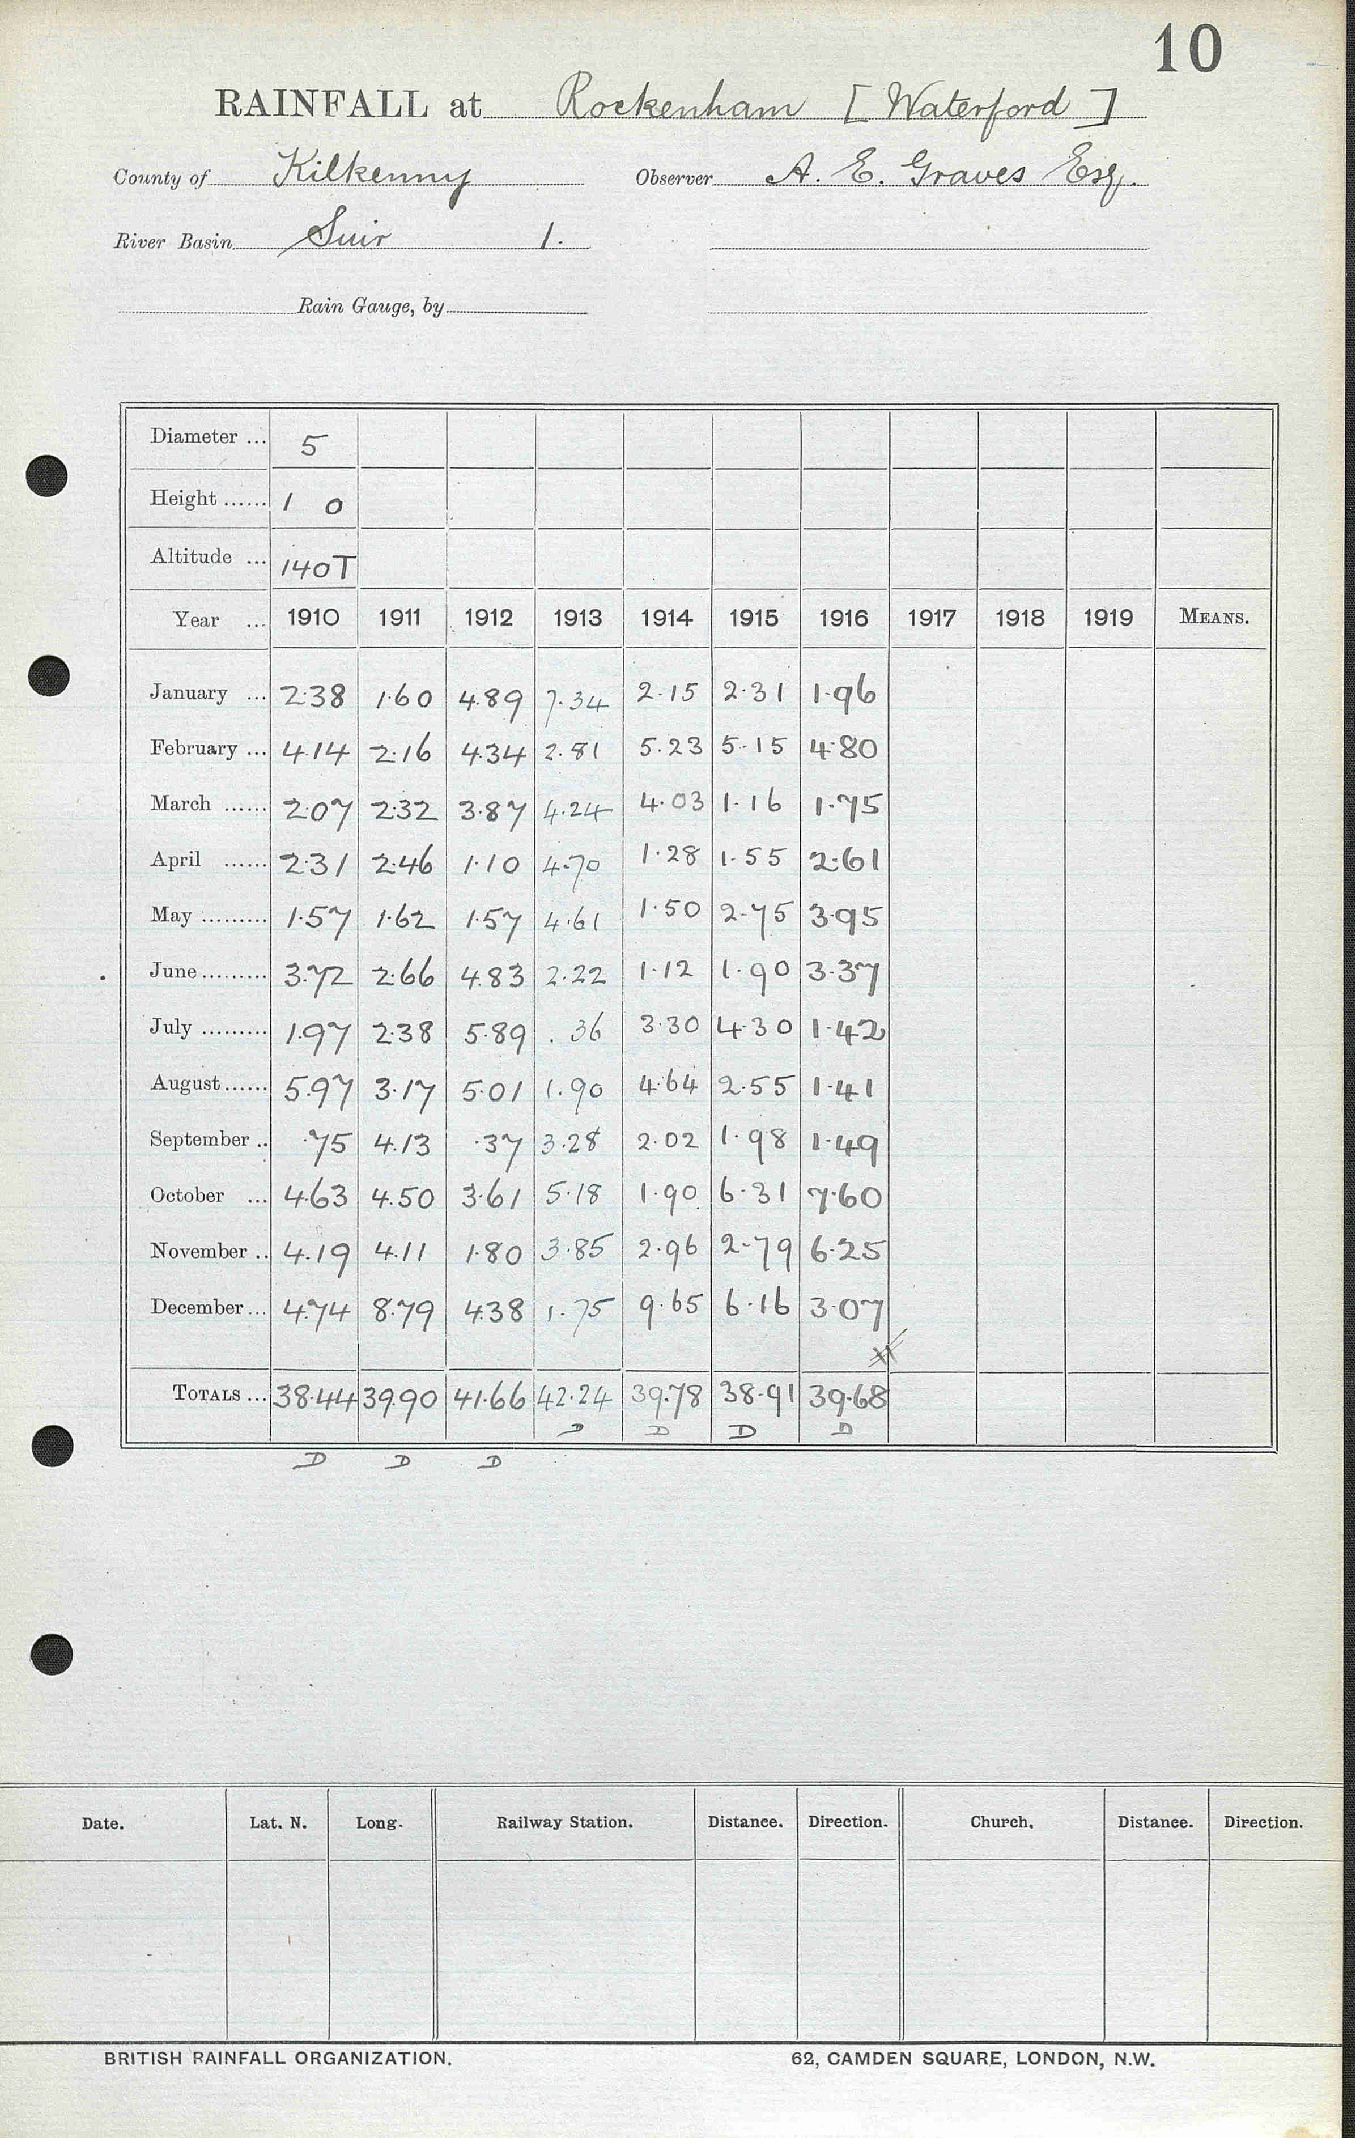 10
RAINFALL at Rockenham [Waterford]
County of Kilkenny Observer A. E. Graves Esq.
River Basin Suir 1.
Rain Gauge, by
Diameter ... 5
Height ...... 1 0
Altitude ... 140T
Year ... 1910 1911 1912 1913 1914 1915 1916 1917 1918 1919 MEANS.
January ... 2.38 1.60 4.89 7.34 2.15 2.31 1.96
February ... 4.14 2.16 4.34 2.81 5.23 5.15 4.80
March ...... 2.07 2.32 3.87 4.24 4.03 1.16 1.75
April ...... 2.31 2.46 1.10 4.70 1.28 1.55 2.61
May ......... 1.57 1.62 1.57 4.61 1.50 2.75 3.95
June ......... 3.72 2.66 4.83 2.22 1.12 1.90 3.37
July ......... 1.97 2.38 5.89 .36 3.30 4.30 1.42
August ...... 5.97 3.17 5.01 1.90 4.64 2.55 1.41
September .. .75 4.13 .37 3.28 2.02 1.98 1.49
October ... 4.63 4.50 3.61 5.18 1.90 6.31 7.60
November .. 4.19 4.11 1.80 3.85 2.96 2.79 6.25
December ... 4.74 8.79 4.38 1.75 9.65 6.16 3.07
TOTALS ... 38.44 39.90 41.66 42.24 39.78 38.91 39.68
D D D D
D D D
Date. Lat. N. Long. Railway Station. Distance. Direction. Church. Distance. Direction.
BRITISH RAINFALL ORGANIZATION. 62, CAMDEN SQUARE, LONDON, N.W.